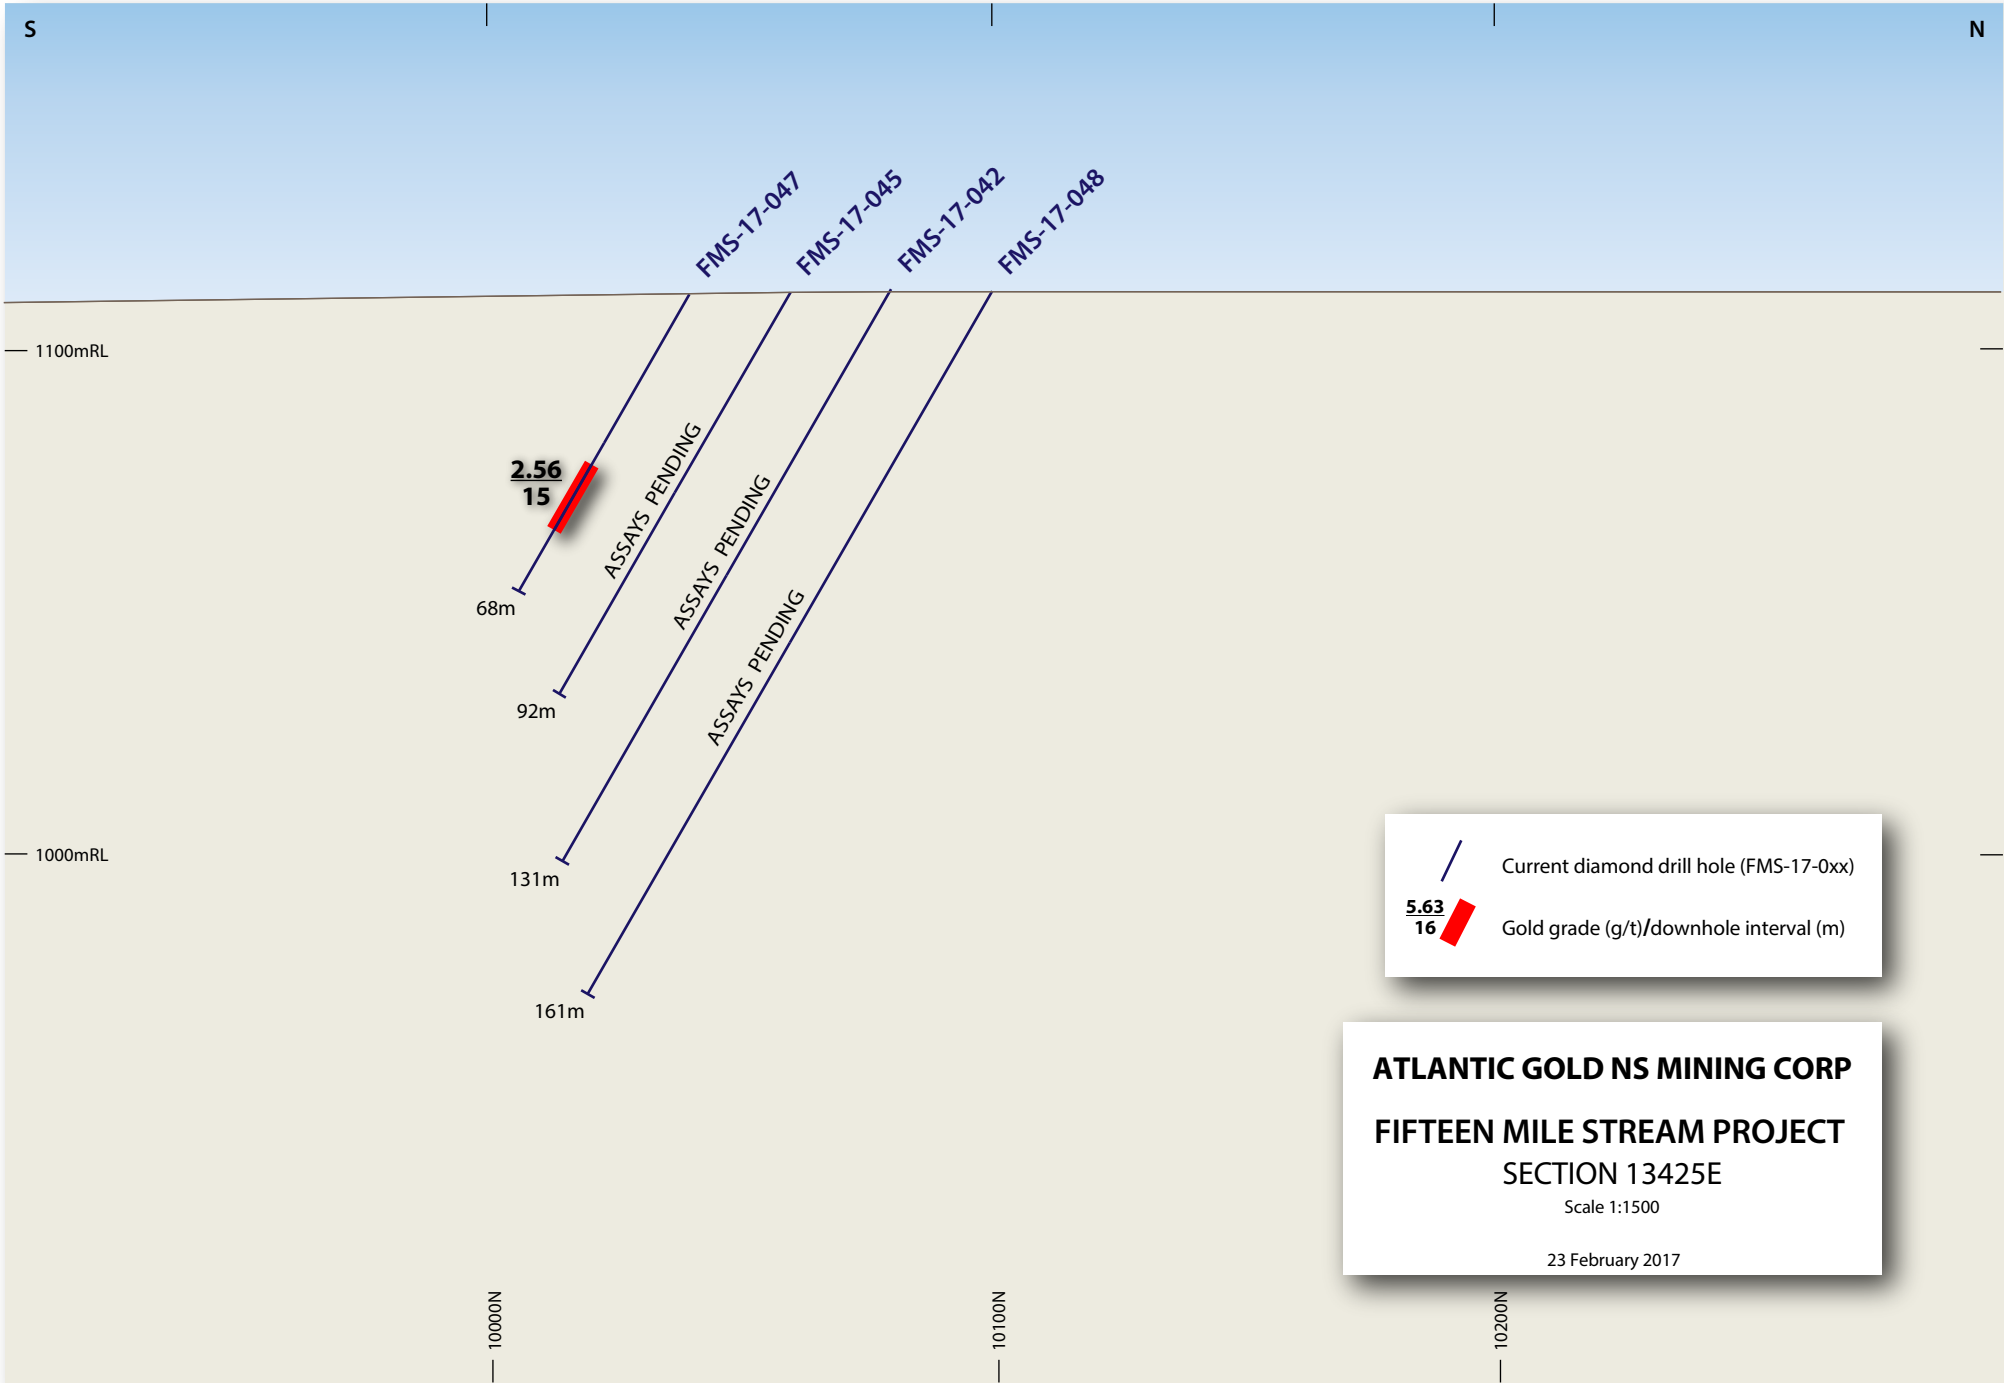 S
N
FMS-17-047
FMS-17-045
FMS-17-042
FMS-17-048
1100mRL
2.56
15
ASSAYS PENDING
ASSAYS PENDING
ASSAYS PENDING
68m
92m
1000mRL
131m
161m
Current diamond drill hole (FMS-17-0xx)
5.63
16
Gold grade (g/t)/downhole interval (m)
ATLANTIC GOLD NS MINING CORP
FIFTEEN MILE STREAM PROJECT
SECTION 13425E
Scale 1:1500
23 February 2017
10000N
10100N
10200N